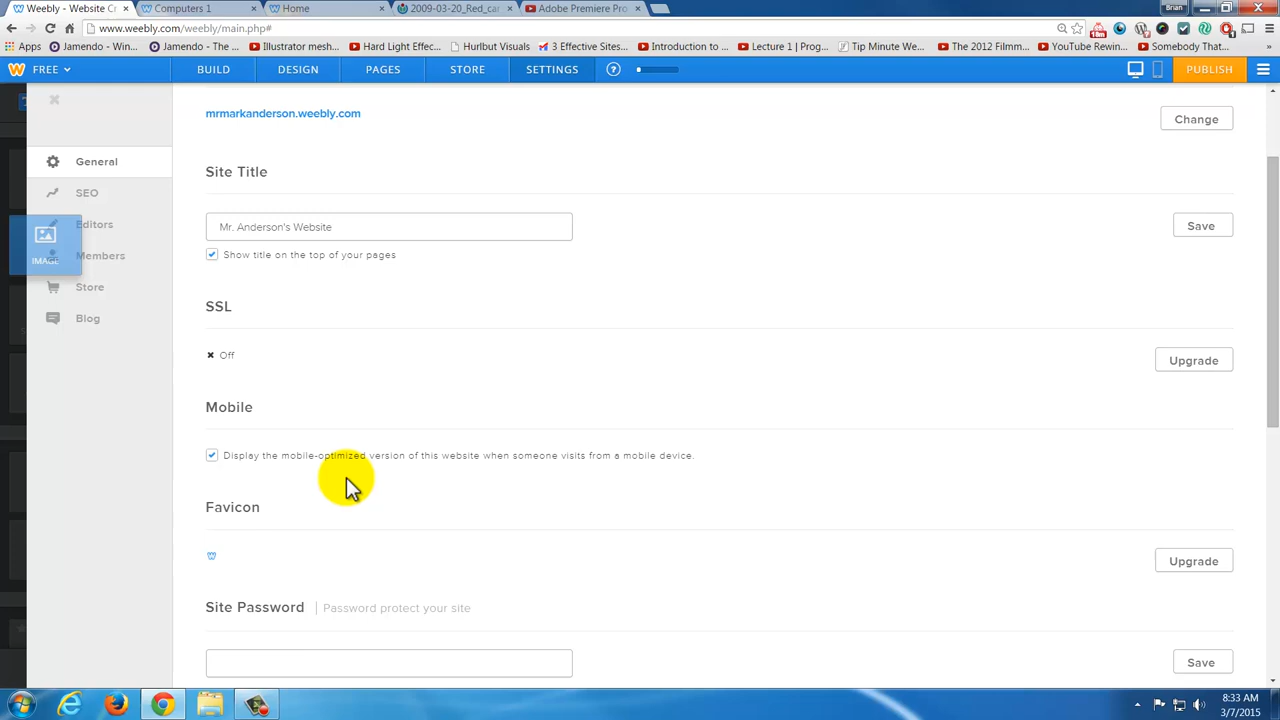 Weebly - Website Cr
Computers 1
Home
2009-03-20_Red_car
Adobe Premiere Pro
Brian
www.weebly.com/weebly/main.php#
Apps
Jamendo - Win...
Jamendo - The ...
Illustrator mesh...
Hard Light Effec...
Hurlbut Visuals
3 Effective Sites...
Introduction to ...
Lecture 1 | Prog...
Tip Minute We...
The 2012 Filmm...
YouTube Rewin...
Somebody That...
»
FREE
BUILD
DESIGN
PAGES
STORE
SETTINGS
?
PUBLISH
mrmarkanderson.weebly.com
Change
General
SEO
Editors
Members
Store
Blog
IMAGE
Site Title
Mr. Anderson's Website
Save
Show title on the top of your pages
SSL
Off
Upgrade
Mobile
Display the mobile-optimized version of this website when someone visits from a mobile device.
Favicon
Upgrade
Site Password | Password protect your site
Save
8:33 AM
3/7/2015